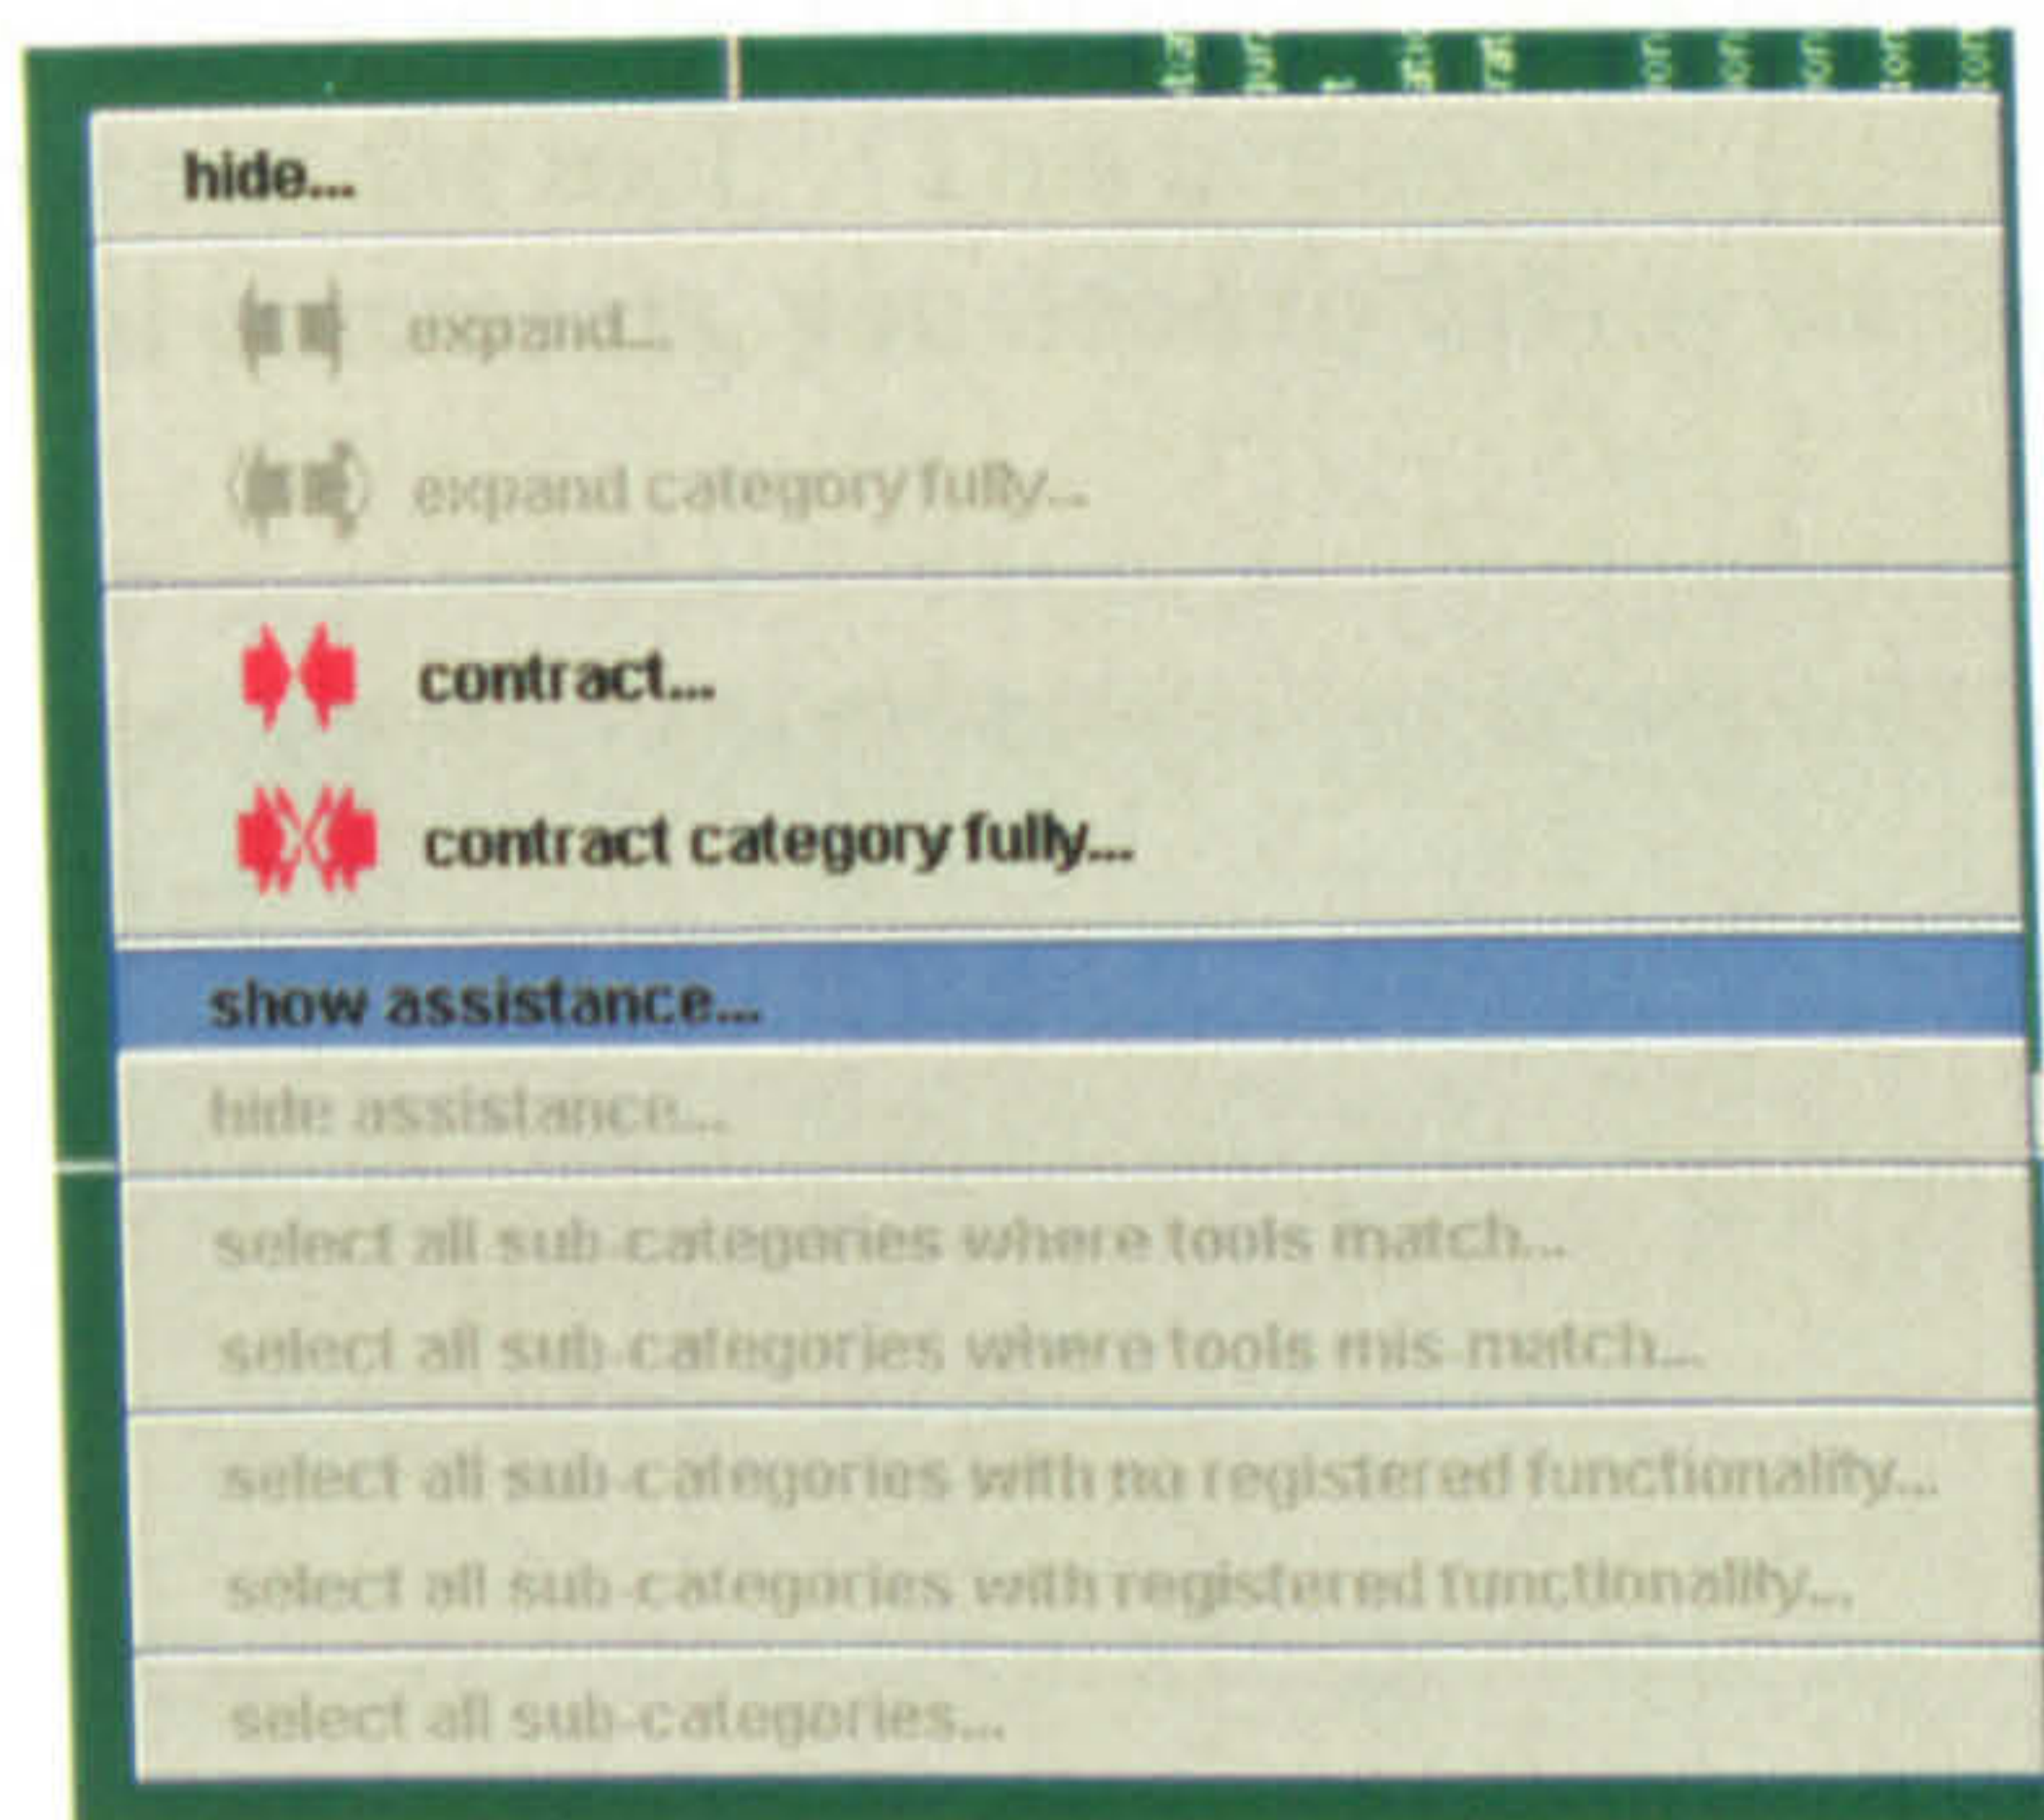 hide...
expand...
expand category fully...
contract...
contract category fully...
show assistance...
hide assistance...
select all sub-categories where tools match...
select all sub-categories where tools mis-match...
select all sub-categories with no registered functionality...
select all sub-categories with registered functionality...
select all sub-categories...